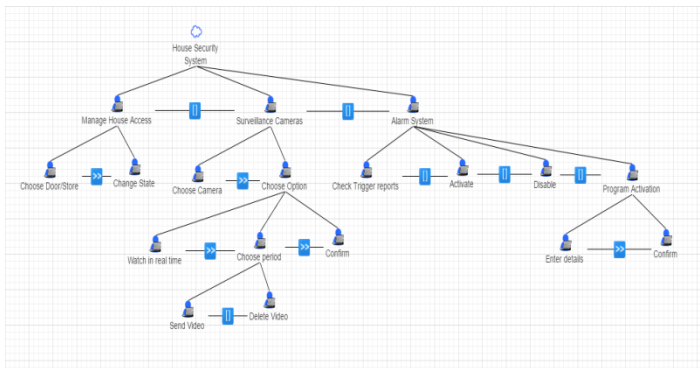 House Security
System
Manage House Access
Surveillance Cameras
Alarm System
Choose Door/Store
Change State
Choose Camera
Choose Option
Check Trigger reports
Activate
Disable
Program Activation
Watch in real time
Choose period
Confirm
Enter details
Confirm
Send Video
Delete Video